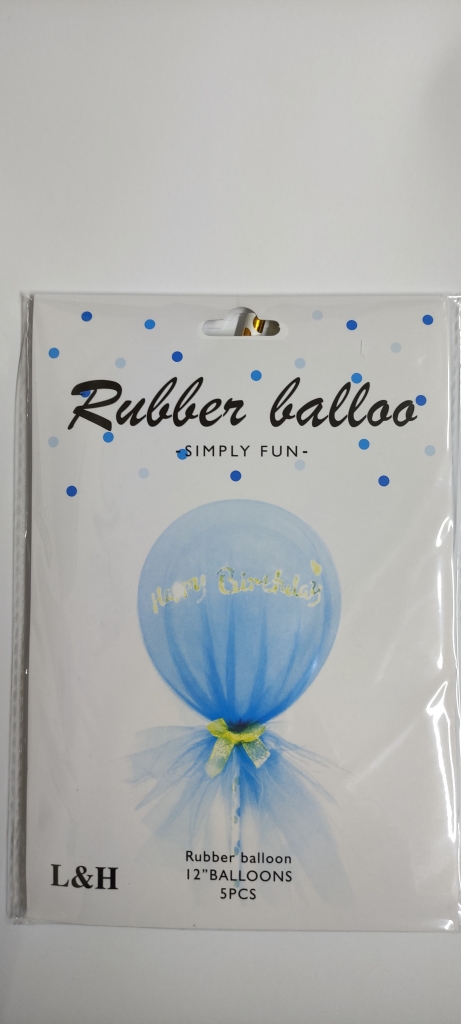 Rubber balloo
-SIMPLY FUN-
Happy Birthday
L&H
Rubber balloon
12”BALLOONS
5PCS